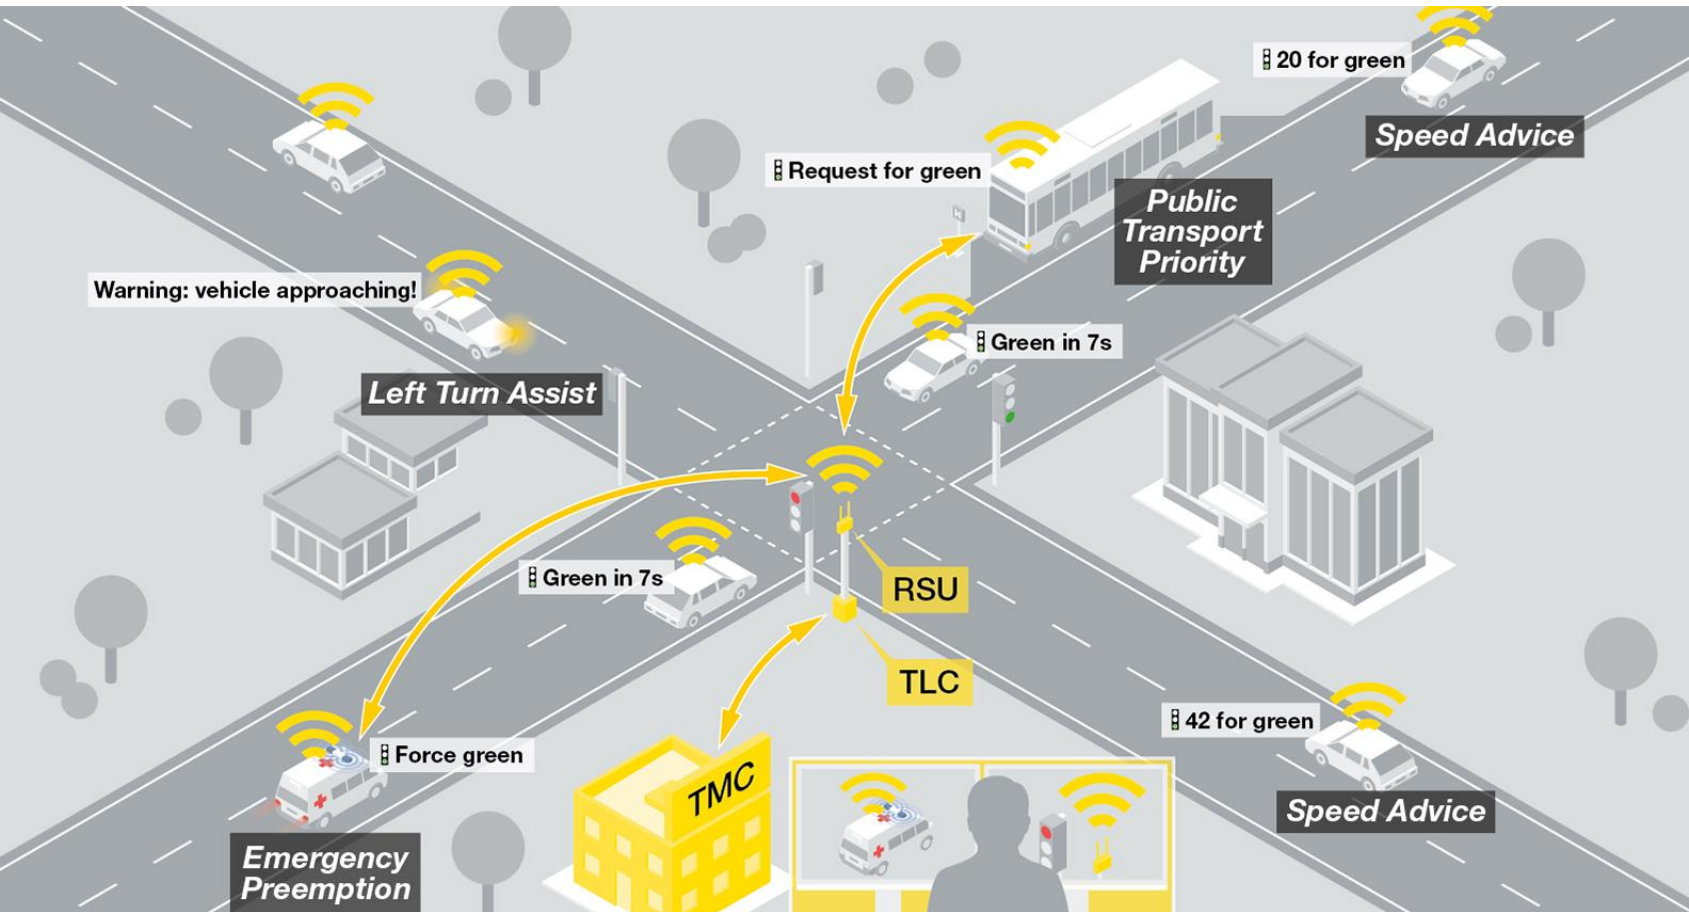 20 for green
Speed Advice
Request for green
Public
Transport
Priority
Warning: vehicle approaching!
H
Green in 7s
Left Turn Assist
Green in 7s
RSU
TLC
42 for green
Force green
TMC
Speed Advice
Emergency
Preemption